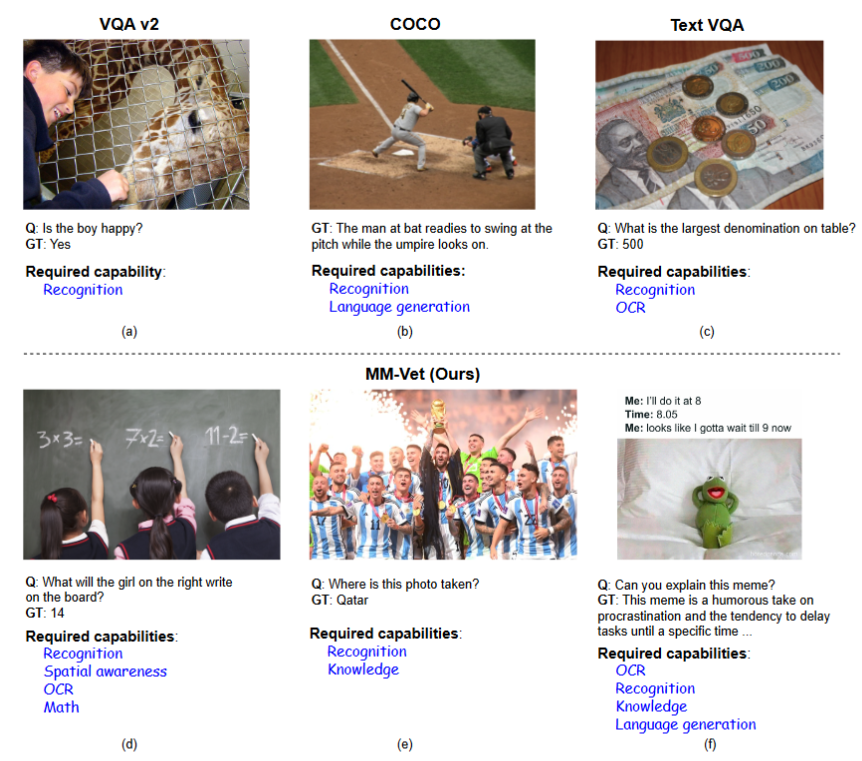 VQA v2
COCO
Text VQA
500
200
200
50
Q: Is the boy happy?
GT: Yes
Required capability:
Recognition
(a)
GT: The man at bat readies to swing at the
pitch while the umpire looks on.
Required capabilities:
Recognition
Language generation
(b)
Q: What is the largest denomination on table?
GT: 500
Required capabilities:
Recognition
OCR
(c)
MM-Vet (Ours)
3×3=
7×2=
11-2=
Q: What will the girl on the right write
on the board?
GT: 14
Required capabilities:
Recognition
Spatial awareness
OCR
Math
(d)
Q: Where is this photo taken?
GT: Qatar
Required capabilities:
Recognition
Knowledge
(e)
Me: I'll do it at 8
Time: 8.05
Me: looks like I gotta wait till 9 now
Q: Can you explain this meme?
GT: This meme is a humorous take on
procrastination and the tendency to delay
tasks until a specific time ...
Required capabilities:
OCR
Recognition
Knowledge
Language generation
(f)